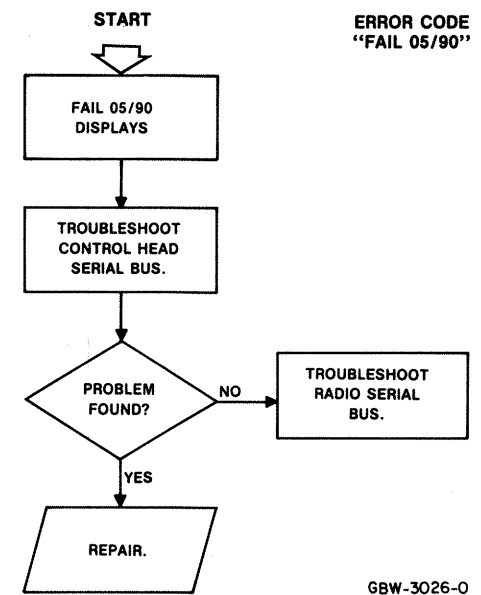 START
ERROR CODE
"FAIL 05/90"
FAIL 05/90
DISPLAYS
TROUBLESHOOT
CONTROL HEAD
SERIAL BUS.
PROBLEM
FOUND?
NO
TROUBLESHOOT
RADIO SERIAL
BUS.
YES
REPAIR.
GBW-3026-0